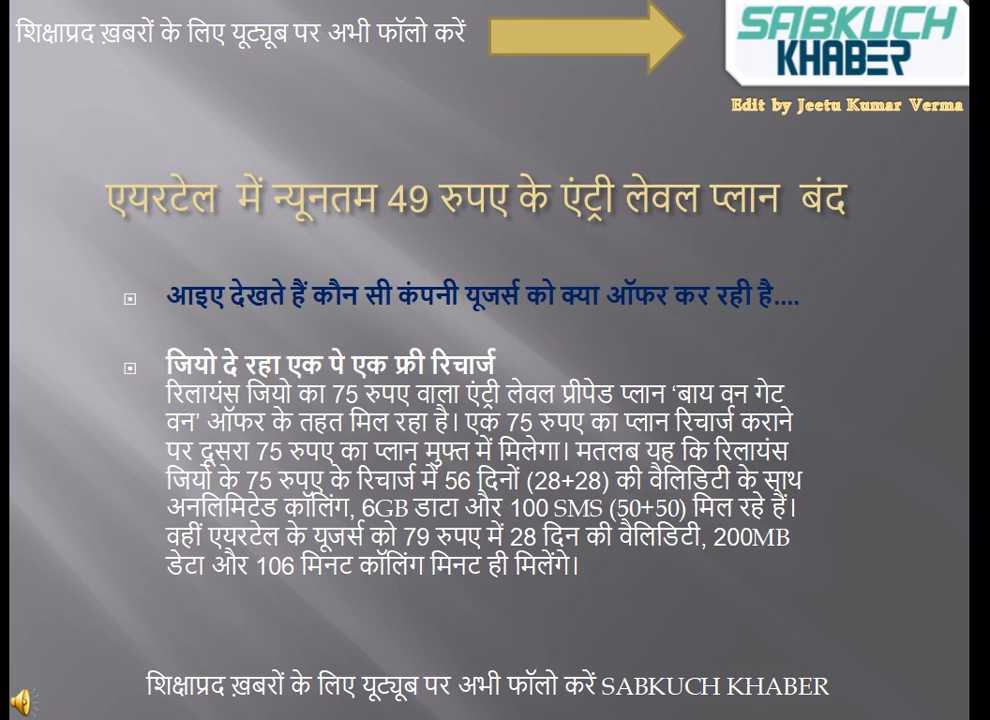 शिक्षाप्रद ख़बरों के लिए यूट्यूब पर अभी फॉलो करें
SABKUCH
KHABER
Edit by Jeetu Kumar Verma
एयरटेल में न्यूनतम 49 रुपए के एंट्री लेवल प्लान बंद
आइए देखते हैं कौन सी कंपनी यूजर्स को क्या ऑफर कर रही है....
जियो दे रहा एक पे एक फ्री रिचार्ज
रिलायंस जियो का 75 रुपए वाला एंट्री लेवल प्रीपेड प्लान ‘बाय वन गेट
वन’ ऑफर के तहत मिल रहा है। एक 75 रुपए का प्लान रिचार्ज कराने
पर दूसरा 75 रुपए का प्लान मुफ्त में मिलेगा। मतलब यह कि रिलायंस
जियो के 75 रुपए के रिचार्ज में 56 दिनों (28+28) की वैलिडिटी के साथ
अनलिमिटेड कॉलिंग, 6GB डाटा और 100 SMS (50+50) मिल रहे हैं।
वहीं एयरटेल के यूजर्स को 79 रुपए में 28 दिन की वैलिडिटी, 200MB
डेटा और 106 मिनट कॉलिंग मिनट ही मिलेंगे।
शिक्षाप्रद ख़बरों के लिए यूट्यूब पर अभी फॉलो करें SABKUCH KHABER